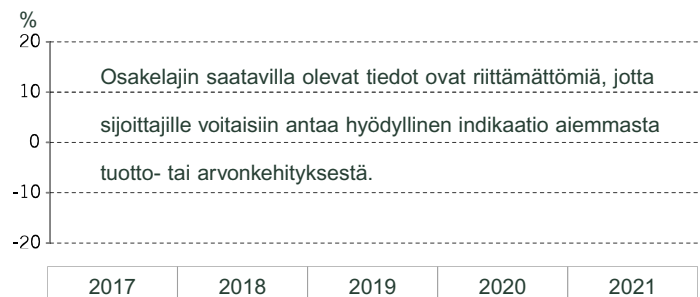 %
20
10
0
-10
-20
Osakelajin saatavilla olevat tiedot ovat riittämättömiä, jotta
sijoittajille voitaisiin antaa hyödyllinen indikaatio aiemmasta
tuotto- tai arvonkehityksestä.
2017 2018 2019 2020 2021